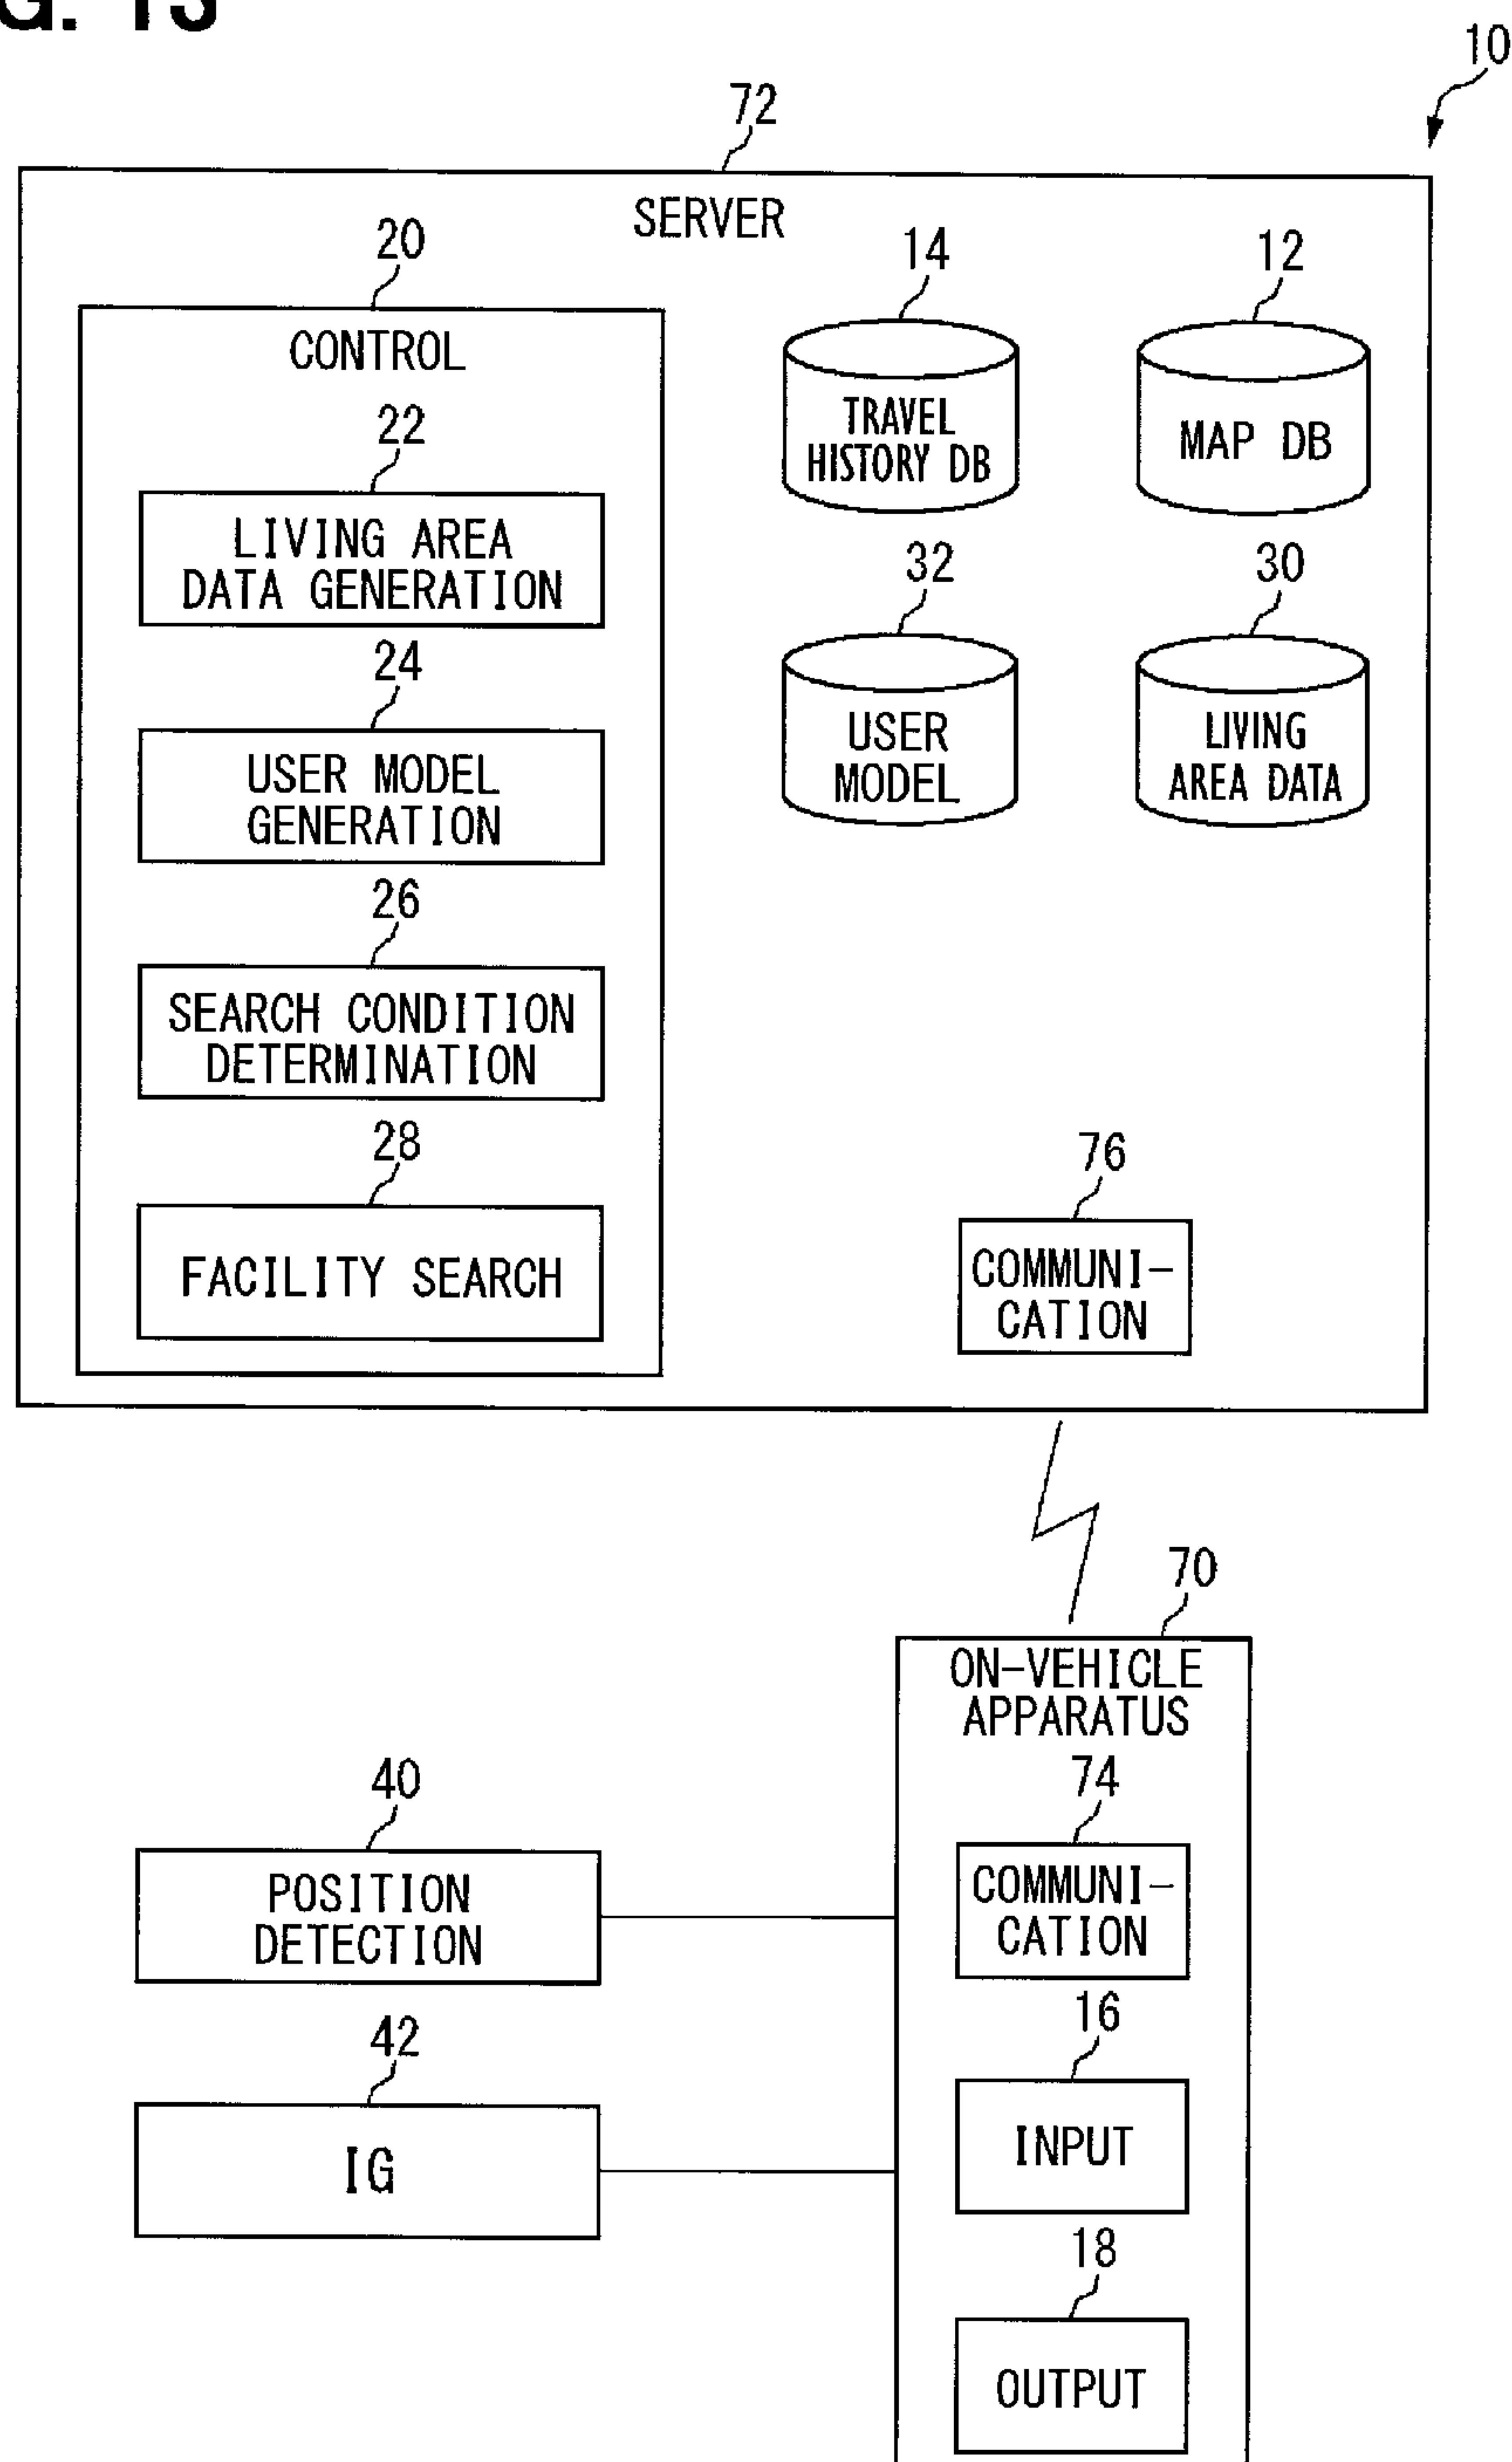 G. 13
10
72
SERVER
20
CONTROL
22
LIVING AREA
DATA GENERATION
24
USER MODEL
GENERATION
26
SEARCH CONDITION
DETERMINATION
28
FACILITY SEARCH
14
TRAVEL
HISTORY DB
12
MAP DB
32
USER
MODEL
30
LIVING
AREA DATA
76
COMMUNI-
CATION
70
ON-VEHICLE
APPARATUS
74
COMMUNI-
CATION
16
INPUT
18
OUTPUT
40
POSITION
DETECTION
42
IG